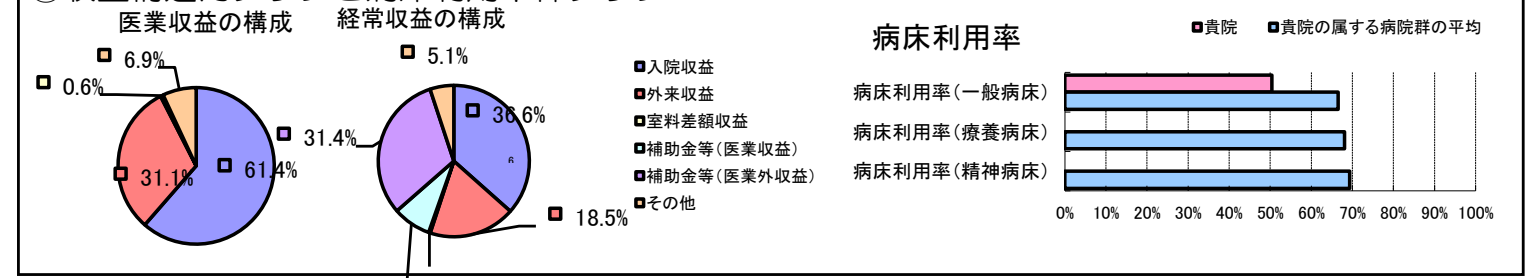 医業収益の構成
経常収益の構成
6.9%
0.6%
31.1%
61.4%
5.1%
31.4%
36.6%
6
18.5%
入院収益
外来収益
室料差額収益
補助金等(医業収益)
補助金等(医業外収益)
その他
病床利用率
貴院 貴院の属する病院群の平均
病床利用率(一般病床)
病床利用率(療養病床)
病床利用率(精神病床)
0% 10% 20% 30% 40% 50% 60% 70% 80% 90% 100%